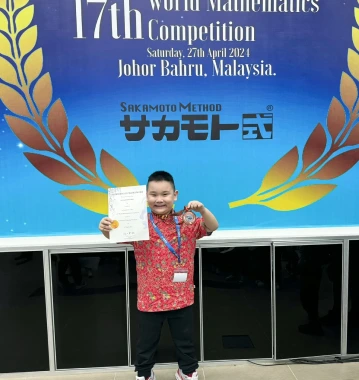 17th World Mathematics
Competition
Saturday, 27th April 2024
Johor Bahru, Malaysia.
SAKAMOTO METHOD
サカモト式®